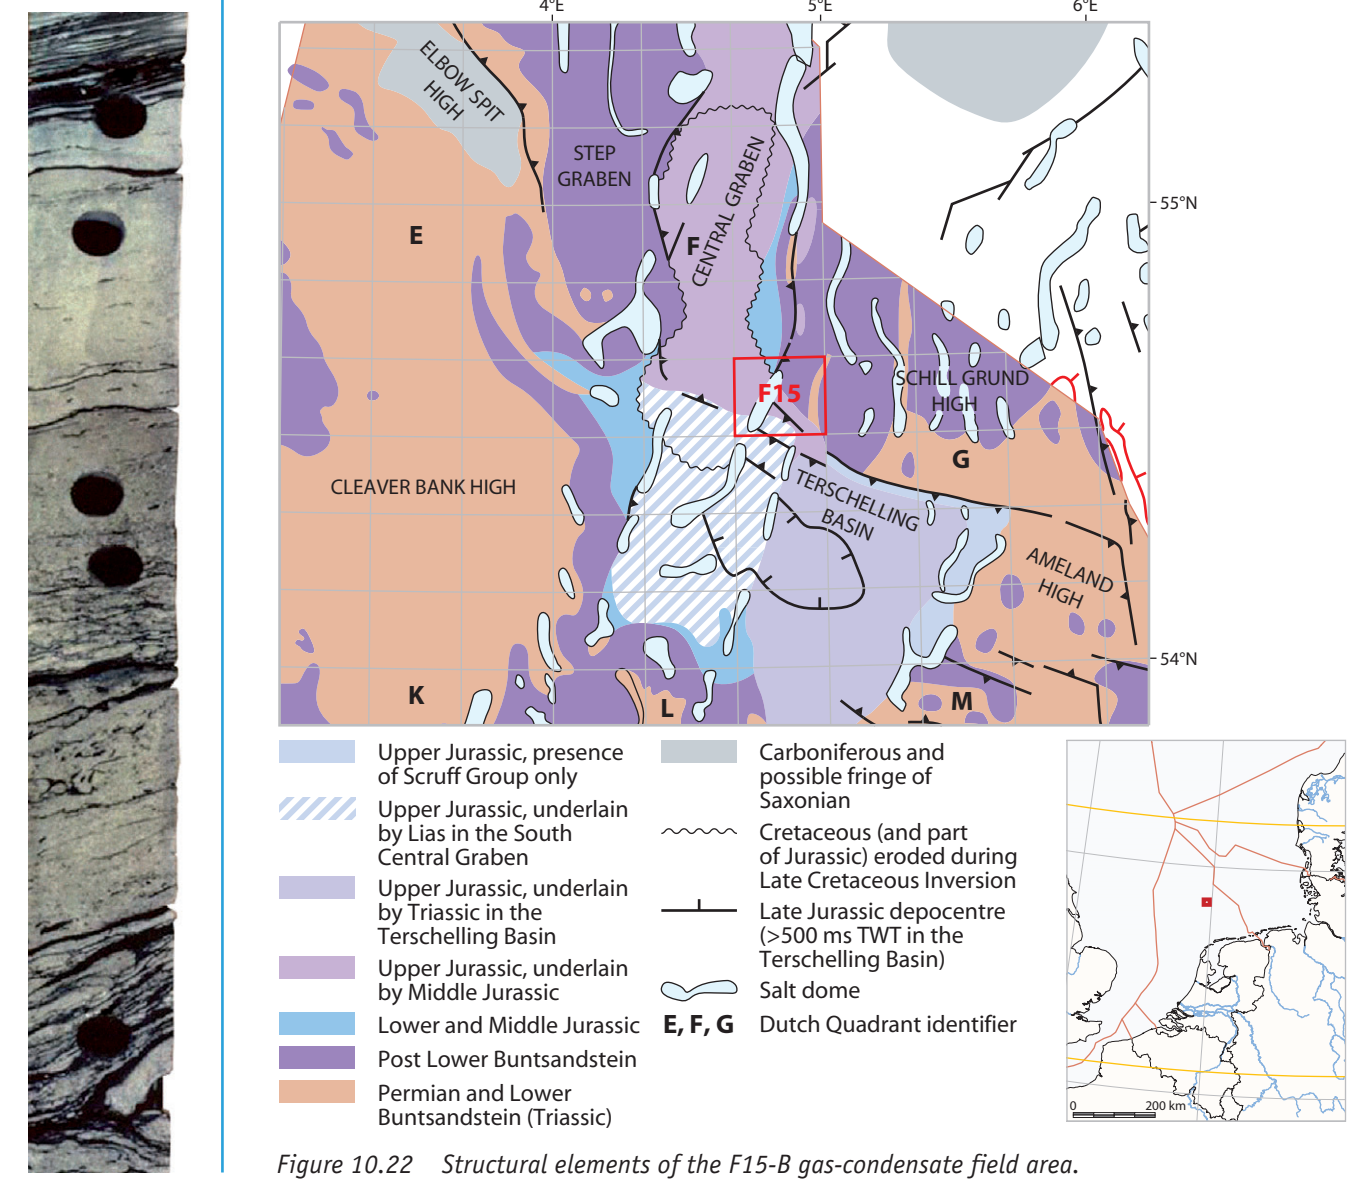 4°E
5°E
6°E
ELBOW SPIT
HIGH
STEP
GRABEN
CENTRAL GRABEN
55°N
E
F
F15
SCHILL GRUND
HIGH
G
CLEAVER BANK HIGH
TERSCHELLING
BASIN
AMELAND
HIGH
54°N
K
L
M
Upper Jurassic, presence
of Scruff Group only
Upper Jurassic, underlain
by Lias in the South
Central Graben
Upper Jurassic, underlain
by Triassic in the
Terschelling Basin
Upper Jurassic, underlain
by Middle Jurassic
Lower and Middle Jurassic
Post Lower Buntsandstein
Permian and Lower
Buntsandstein (Triassic)
Carboniferous and
possible fringe of
Saxonian
Cretaceous (and part
of Jurassic) eroded during
Late Cretaceous Inversion
Late Jurassic depocentre
(>500 ms TWT in the
Terschelling Basin)
Salt dome
E, F, G Dutch Quadrant identifier
0 200 km
Figure 10.22 Structural elements of the F15-B gas-condensate field area.